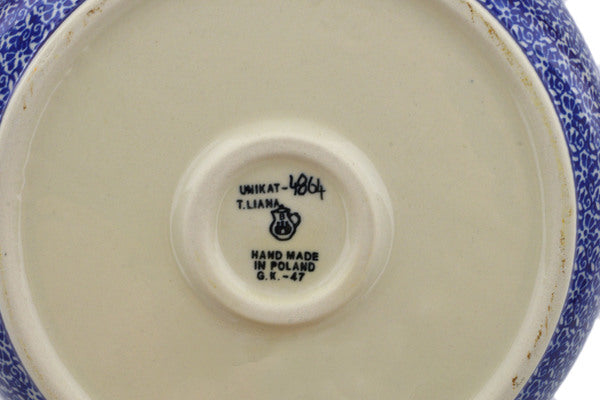 UNIKAT-4864
T.LIANA
B
HAND MADE
IN POLAND
G.K.-47